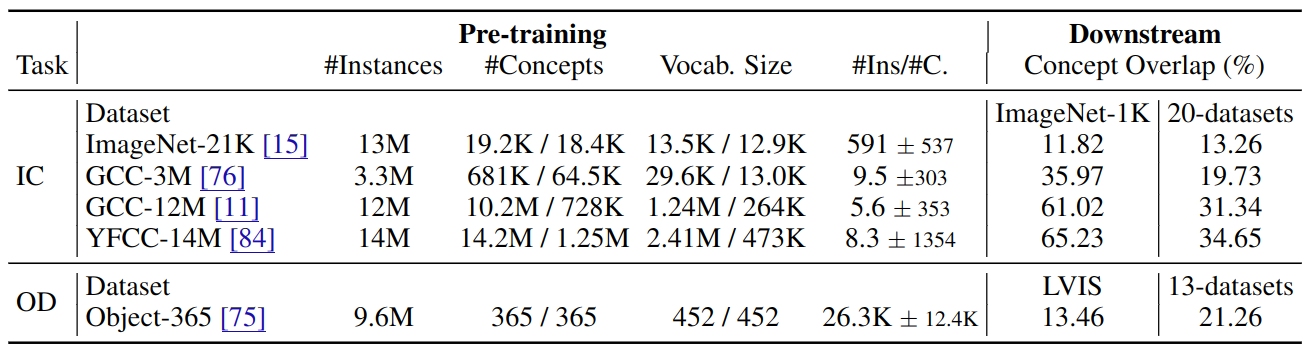 Pre-training Downstream
Task #Instances #Concepts Vocab. Size #Ins/#C. Concept Overlap (%)
Dataset ImageNet-1K 20-datasets
ImageNet-21K [15] 13M 19.2K / 18.4K 13.5K / 12.9K 591 ± 537 11.82 13.26
IC GCC-3M [76] 3.3M 681K / 64.5K 29.6K / 13.0K 9.5 ±303 35.97 19.73
GCC-12M [11] 12M 10.2M / 728K 1.24M / 264K 5.6 ± 353 61.02 31.34
YFCC-14M [84] 14M 14.2M / 1.25M 2.41M / 473K 8.3 ± 1354 65.23 34.65
Dataset LVIS 13-datasets
OD Object-365 [75] 9.6M 365 / 365 452 / 452 26.3K ± 12.4K 13.46 21.26